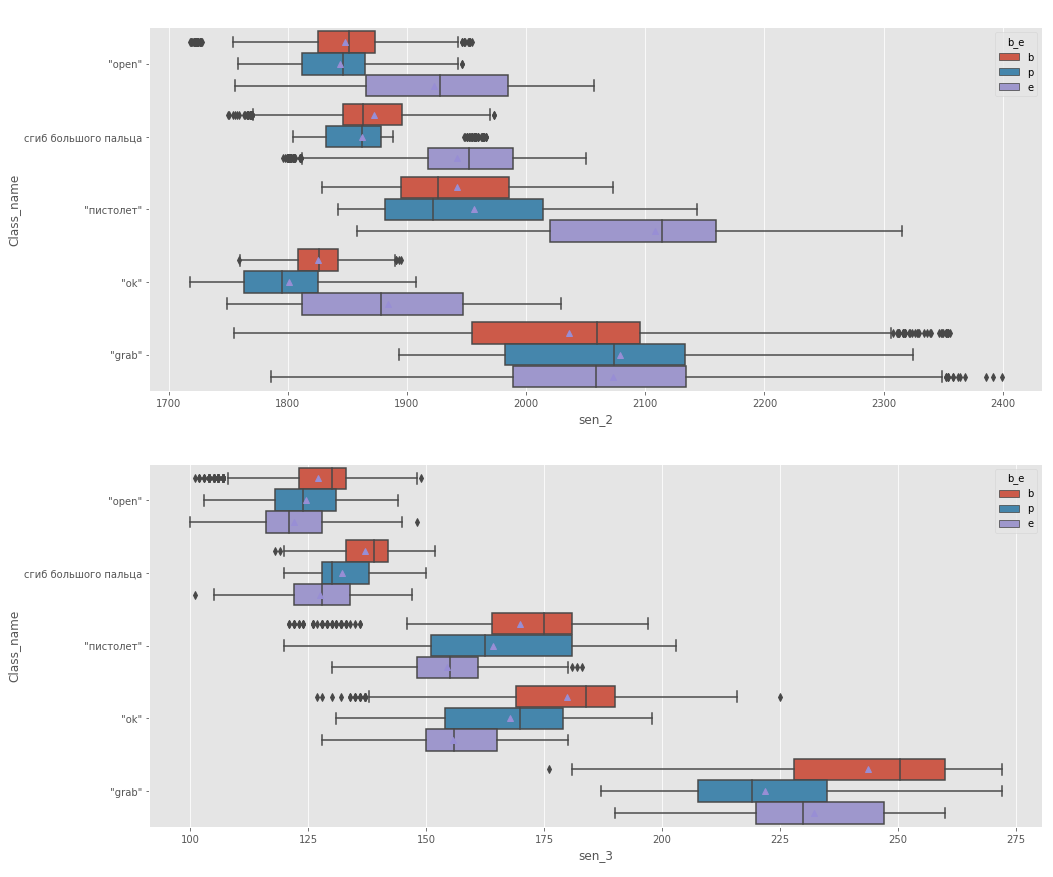 b_e
b
p
e
"open"
сгиб большого пальца
"пистолет"
"ok"
"grab"
Class_name
1700 1800 1900 2000 2100 2200 2300 2400
sen_2
b_e
b
p
e
"open"
сгиб большого пальца
"пистолет"
"ok"
"grab"
Class_name
100 125 150 175 200 225 250 275
sen_3